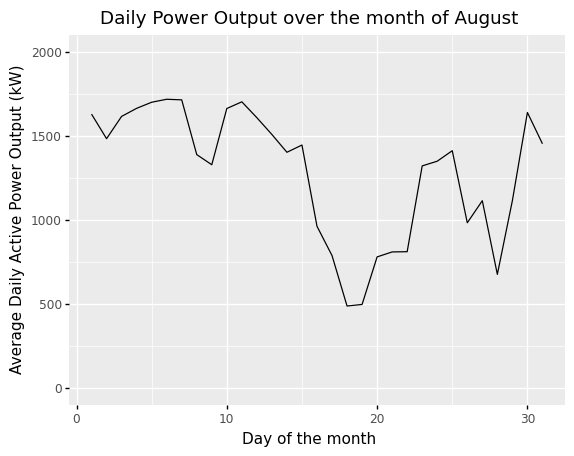 Daily Power Output over the month of August
Average Daily Active Power Output (kW)
2000
1500
1000
500
0
0 10 20 30
Day of the month